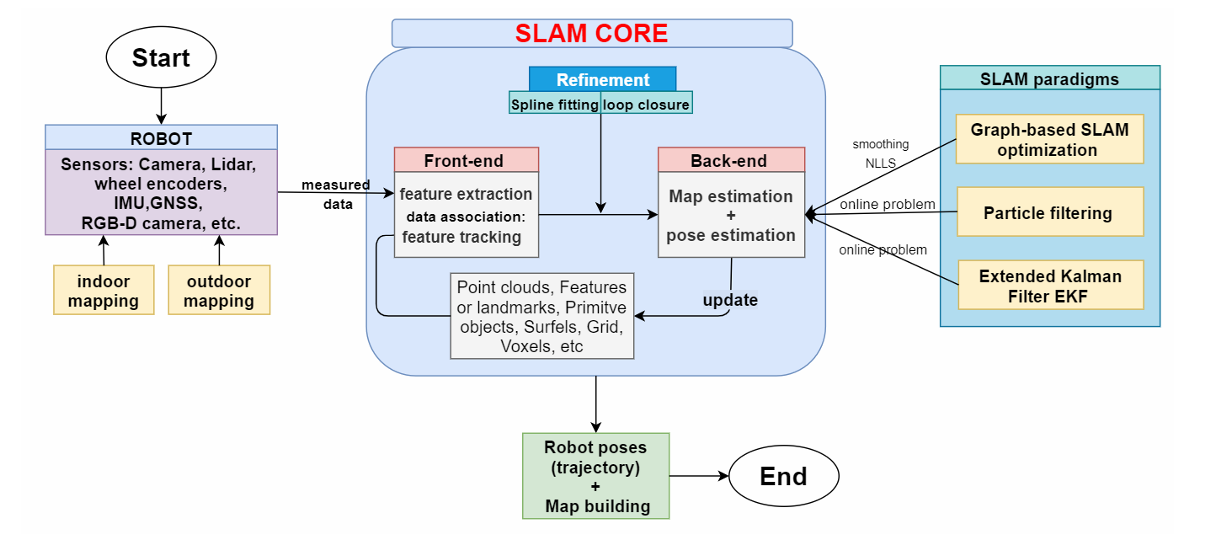 SLAM CORE
Start
Refinement
Spline fitting loop closure
SLAM paradigms
ROBOT
Sensors: Camera, Lidar,
wheel encoders,
IMU,GNSS,
RGB-D camera, etc.
measured
data
Front-end
feature extraction
data association:
feature tracking
Back-end
Map estimation
+
pose estimation
smoothing
NLLS
online problem
online problem
Graph-based SLAM
optimization
Particle filtering
Extended Kalman
Filter EKF
indoor
mapping
outdoor
mapping
Point clouds, Features
or landmarks, Primitve
objects, Surfels, Grid,
Voxels, etc
update
Robot poses
(trajectory)
+
Map building
End